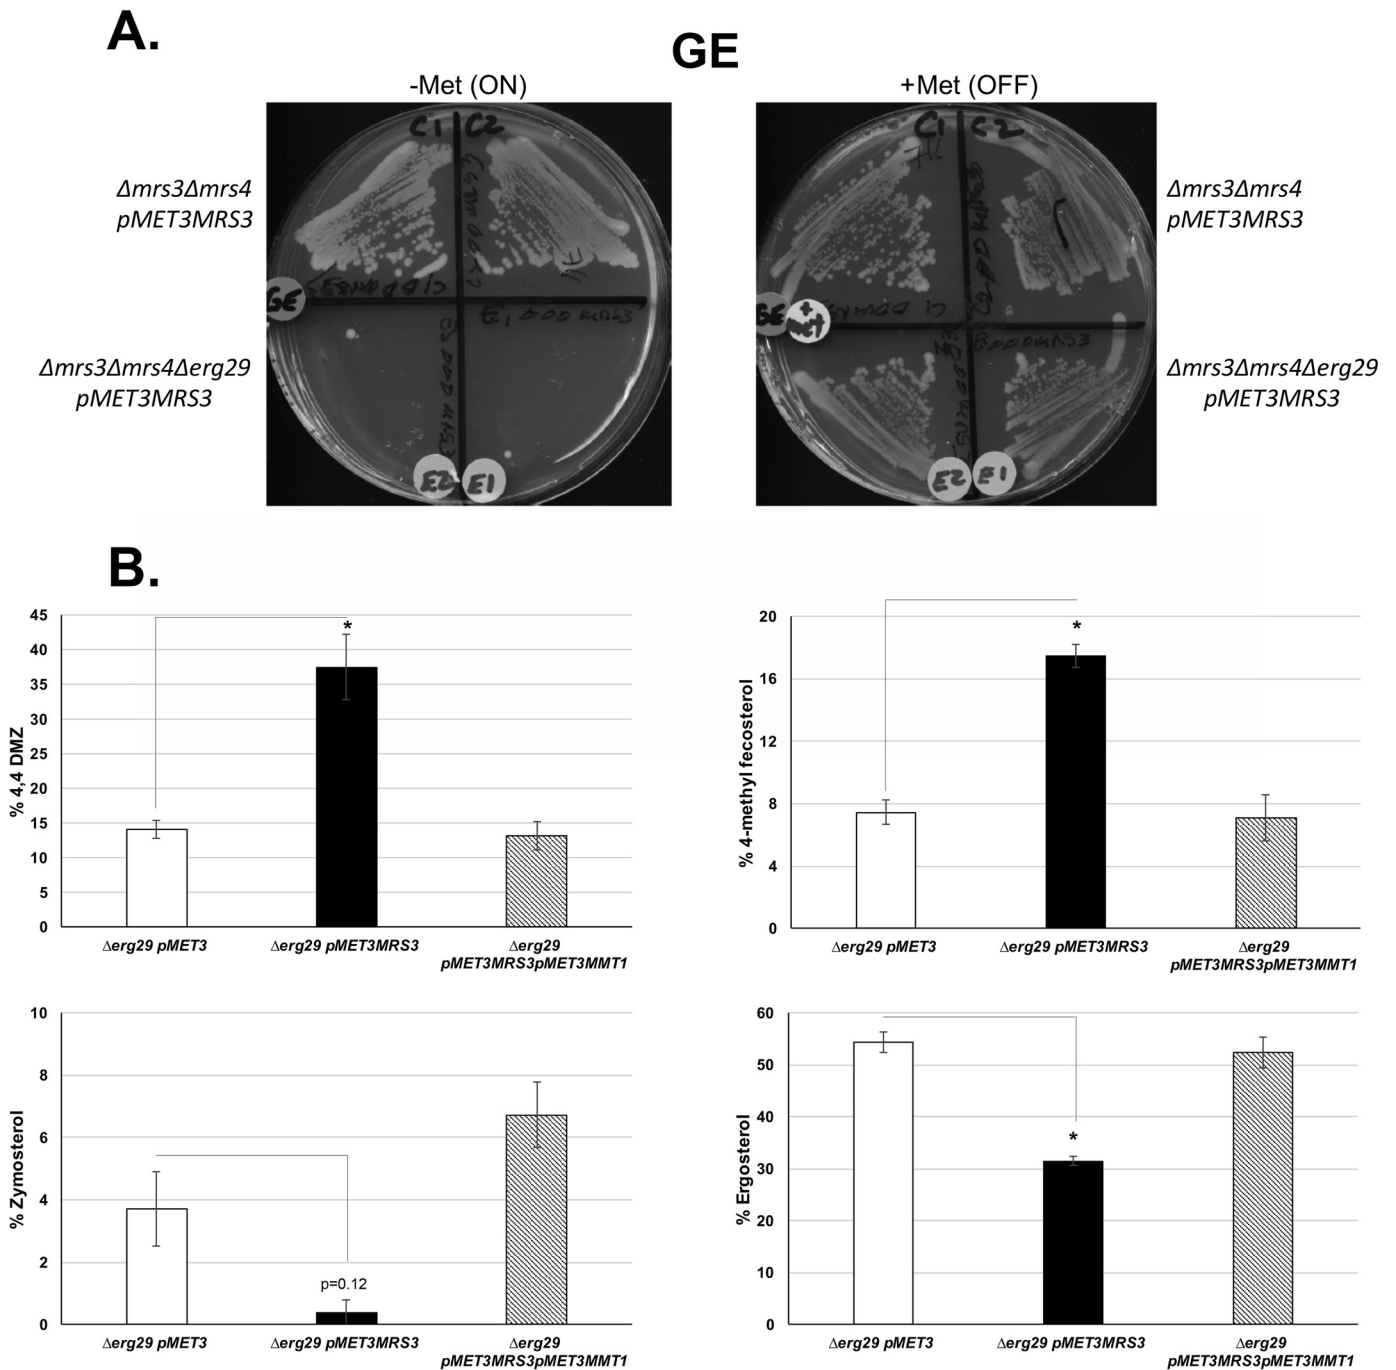 A.
GE
-Met (ON)
+Met (OFF)
Δmrs3Δmrs4
pMET3MRS3
Δmrs3Δmrs4Δerg29
pMET3MRS3
C1 C2
GE
E2 E1
C1 C2
GE
+
Met
E2 E1
Δmrs3Δmrs4
pMET3MRS3
Δmrs3Δmrs4Δerg29
pMET3MRS3
B.
% 4,4 DMZ
45
40
35
30
25
20
15
10
5
0
*
Δerg29 pMET3
Δerg29 pMET3MRS3
Δerg29
pMET3MRS3pMET3MMT1
% 4-methyl fecosterol
20
16
12
8
4
0
*
Δerg29 pMET3
Δerg29 pMET3MRS3
Δerg29
pMET3MRS3pMET3MMT1
% Zymosterol
10
8
6
4
2
0
p=0.12
Δerg29 pMET3
Δerg29 pMET3MRS3
Δerg29
pMET3MRS3pMET3MMT1
% Ergosterol
60
50
40
30
20
10
0
*
Δerg29 pMET3
Δerg29 pMET3MRS3
Δerg29
pMET3MRS3pMET3MMT1